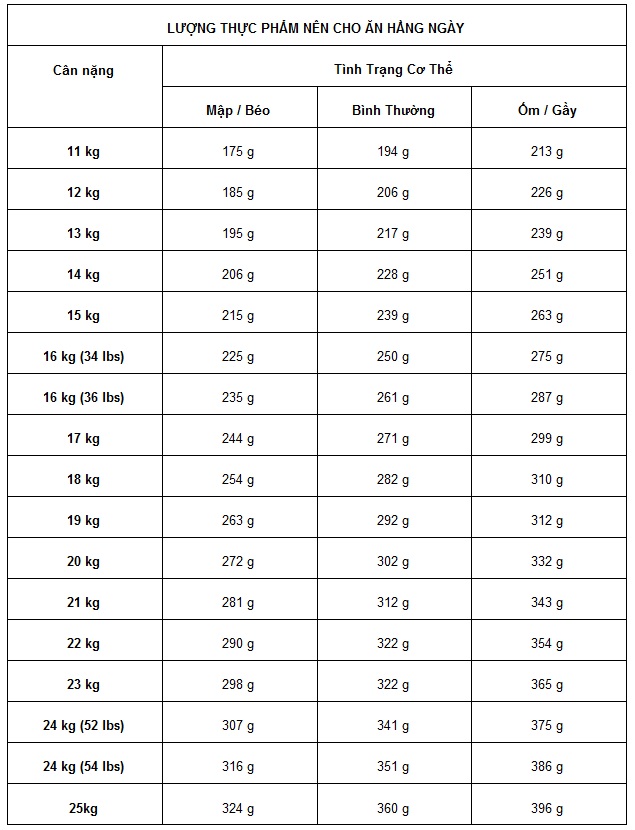 LƯỢNG THỰC PHẨM NÊN CHO ĂN HẰNG NGÀY
Cân nặng
Tình Trạng Cơ Thể
Mập / Béo Bình Thường Ốm / Gầy
11 kg 175 g 194 g 213 g
12 kg 185 g 206 g 226 g
13 kg 195 g 217 g 239 g
14 kg 206 g 228 g 251 g
15 kg 215 g 239 g 263 g
16 kg (34 lbs) 225 g 250 g 275 g
16 kg (36 lbs) 235 g 261 g 287 g
17 kg 244 g 271 g 299 g
18 kg 254 g 282 g 310 g
19 kg 263 g 292 g 312 g
20 kg 272 g 302 g 332 g
21 kg 281 g 312 g 343 g
22 kg 290 g 322 g 354 g
23 kg 298 g 322 g 365 g
24 kg (52 lbs) 307 g 341 g 375 g
24 kg (54 lbs) 316 g 351 g 386 g
25kg 324 g 360 g 396 g